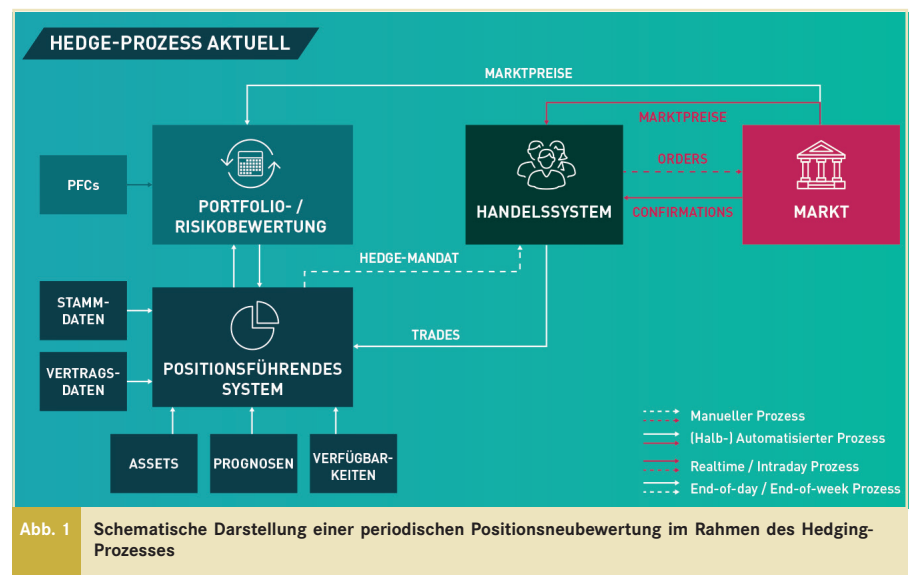 HEDGE-PROZESS AKTUELL
MARKTPREISE
MARKTPREISE
PFCs
PORTFOLIO- /
RISIKOBEWERTUNG
HANDELSSYSTEM
ORDERS
CONFIRMATIONS
MARKT
HEDGE-MANDAT
STAMM-
DATEN
VERTRAGS-
DATEN
POSITIONSFÜHRENDES
SYSTEM
TRADES
ASSETS
PROGNOSEN
VERFÜGBAR-
KEITEN
Manueller Prozess
(Halb-) Automatisierter Prozess
Realtime / Intraday Prozess
End-of-day / End-of-week Prozess
Abb. 1
Schematische Darstellung einer periodischen Positionsneubewertung im Rahmen des Hedging-
Prozesses